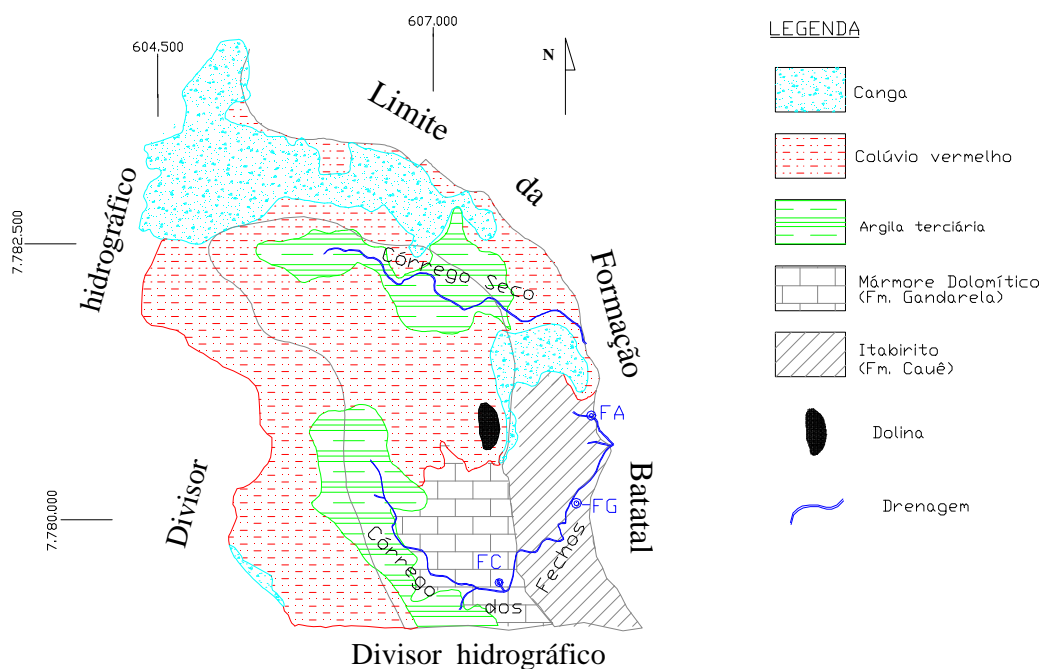 607.000
604.500
N
LEGENDA
Canga
Limite
da
Formação
Batatal
Colúvio vermelho
hidrográfico
Divisor
Argila terciária
7.782.500
Córrego Seco
Mármore Dolomítico
(Fm. Gandarela)
Itabirito
(Fm. Cauê)
FA
Dolina
7.780.000
FG
Drenagem
FC
Córrego
dos
Fechos
Divisor hidrográfico